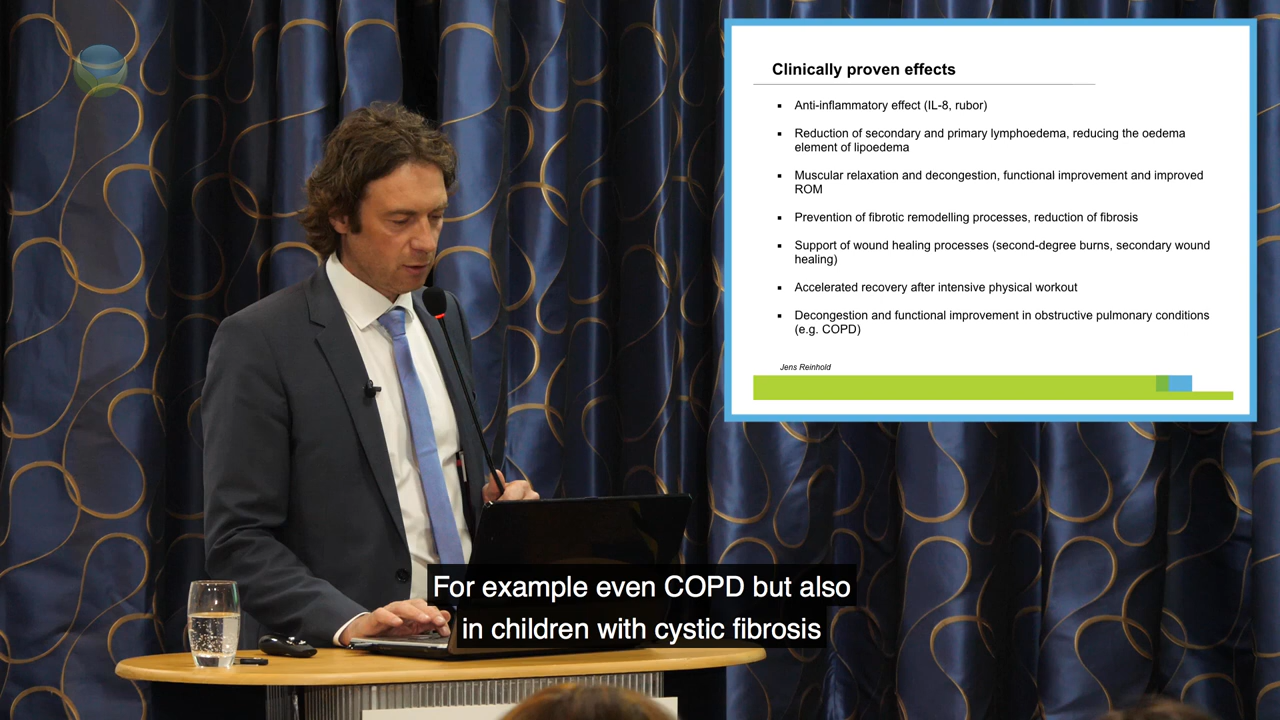 Clinically proven effects
▪ Anti-inflammatory effect (IL-8, rubor)
▪ Reduction of secondary and primary lymphoedema, reducing the oedema
element of lipoedema
▪ Muscular relaxation and decongestion, functional improvement and improved
ROM
▪ Prevention of fibrotic remodelling processes, reduction of fibrosis
▪ Support of wound healing processes (second-degree burns, secondary wound
healing)
▪ Accelerated recovery after intensive physical workout
▪ Decongestion and functional improvement in obstructive pulmonary conditions
(e.g. COPD)
Jens Reinhold
For example even COPD but also
in children with cystic fibrosis